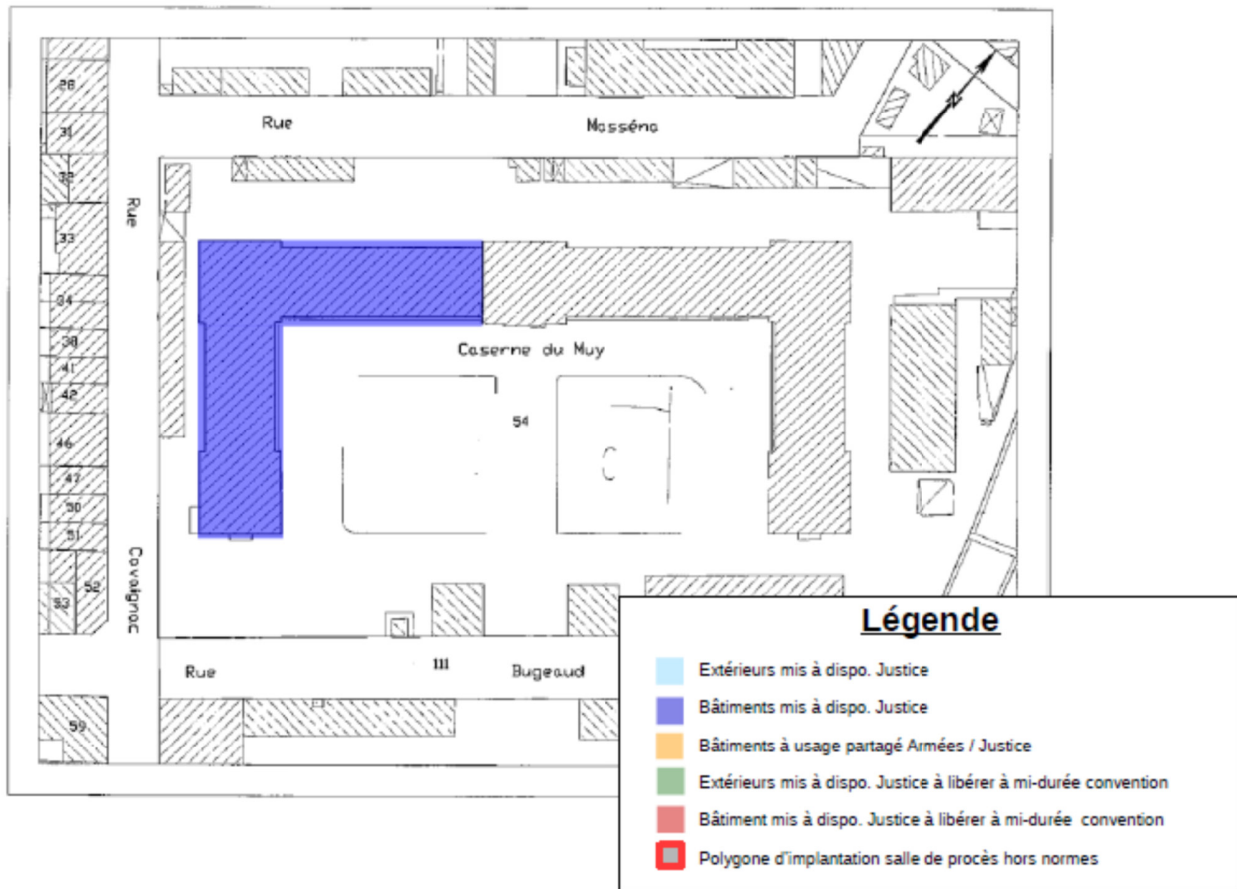 28
31
Rue
Masséna
32
Rue
33
34
38
Caserne du Muy
41
42
54
46
47
50
51
Cavaignac
52
53
Rue
111
Bugeaud
59
Légende
Extérieurs mis à dispo. Justice
Bâtiments mis à dispo. Justice
Bâtiments à usage partagé Armées / Justice
Extérieurs mis à dispo. Justice à libérer à mi-durée convention
Bâtiment mis à dispo. Justice à libérer à mi-durée convention
Polygone d'implantation salle de procès hors normes